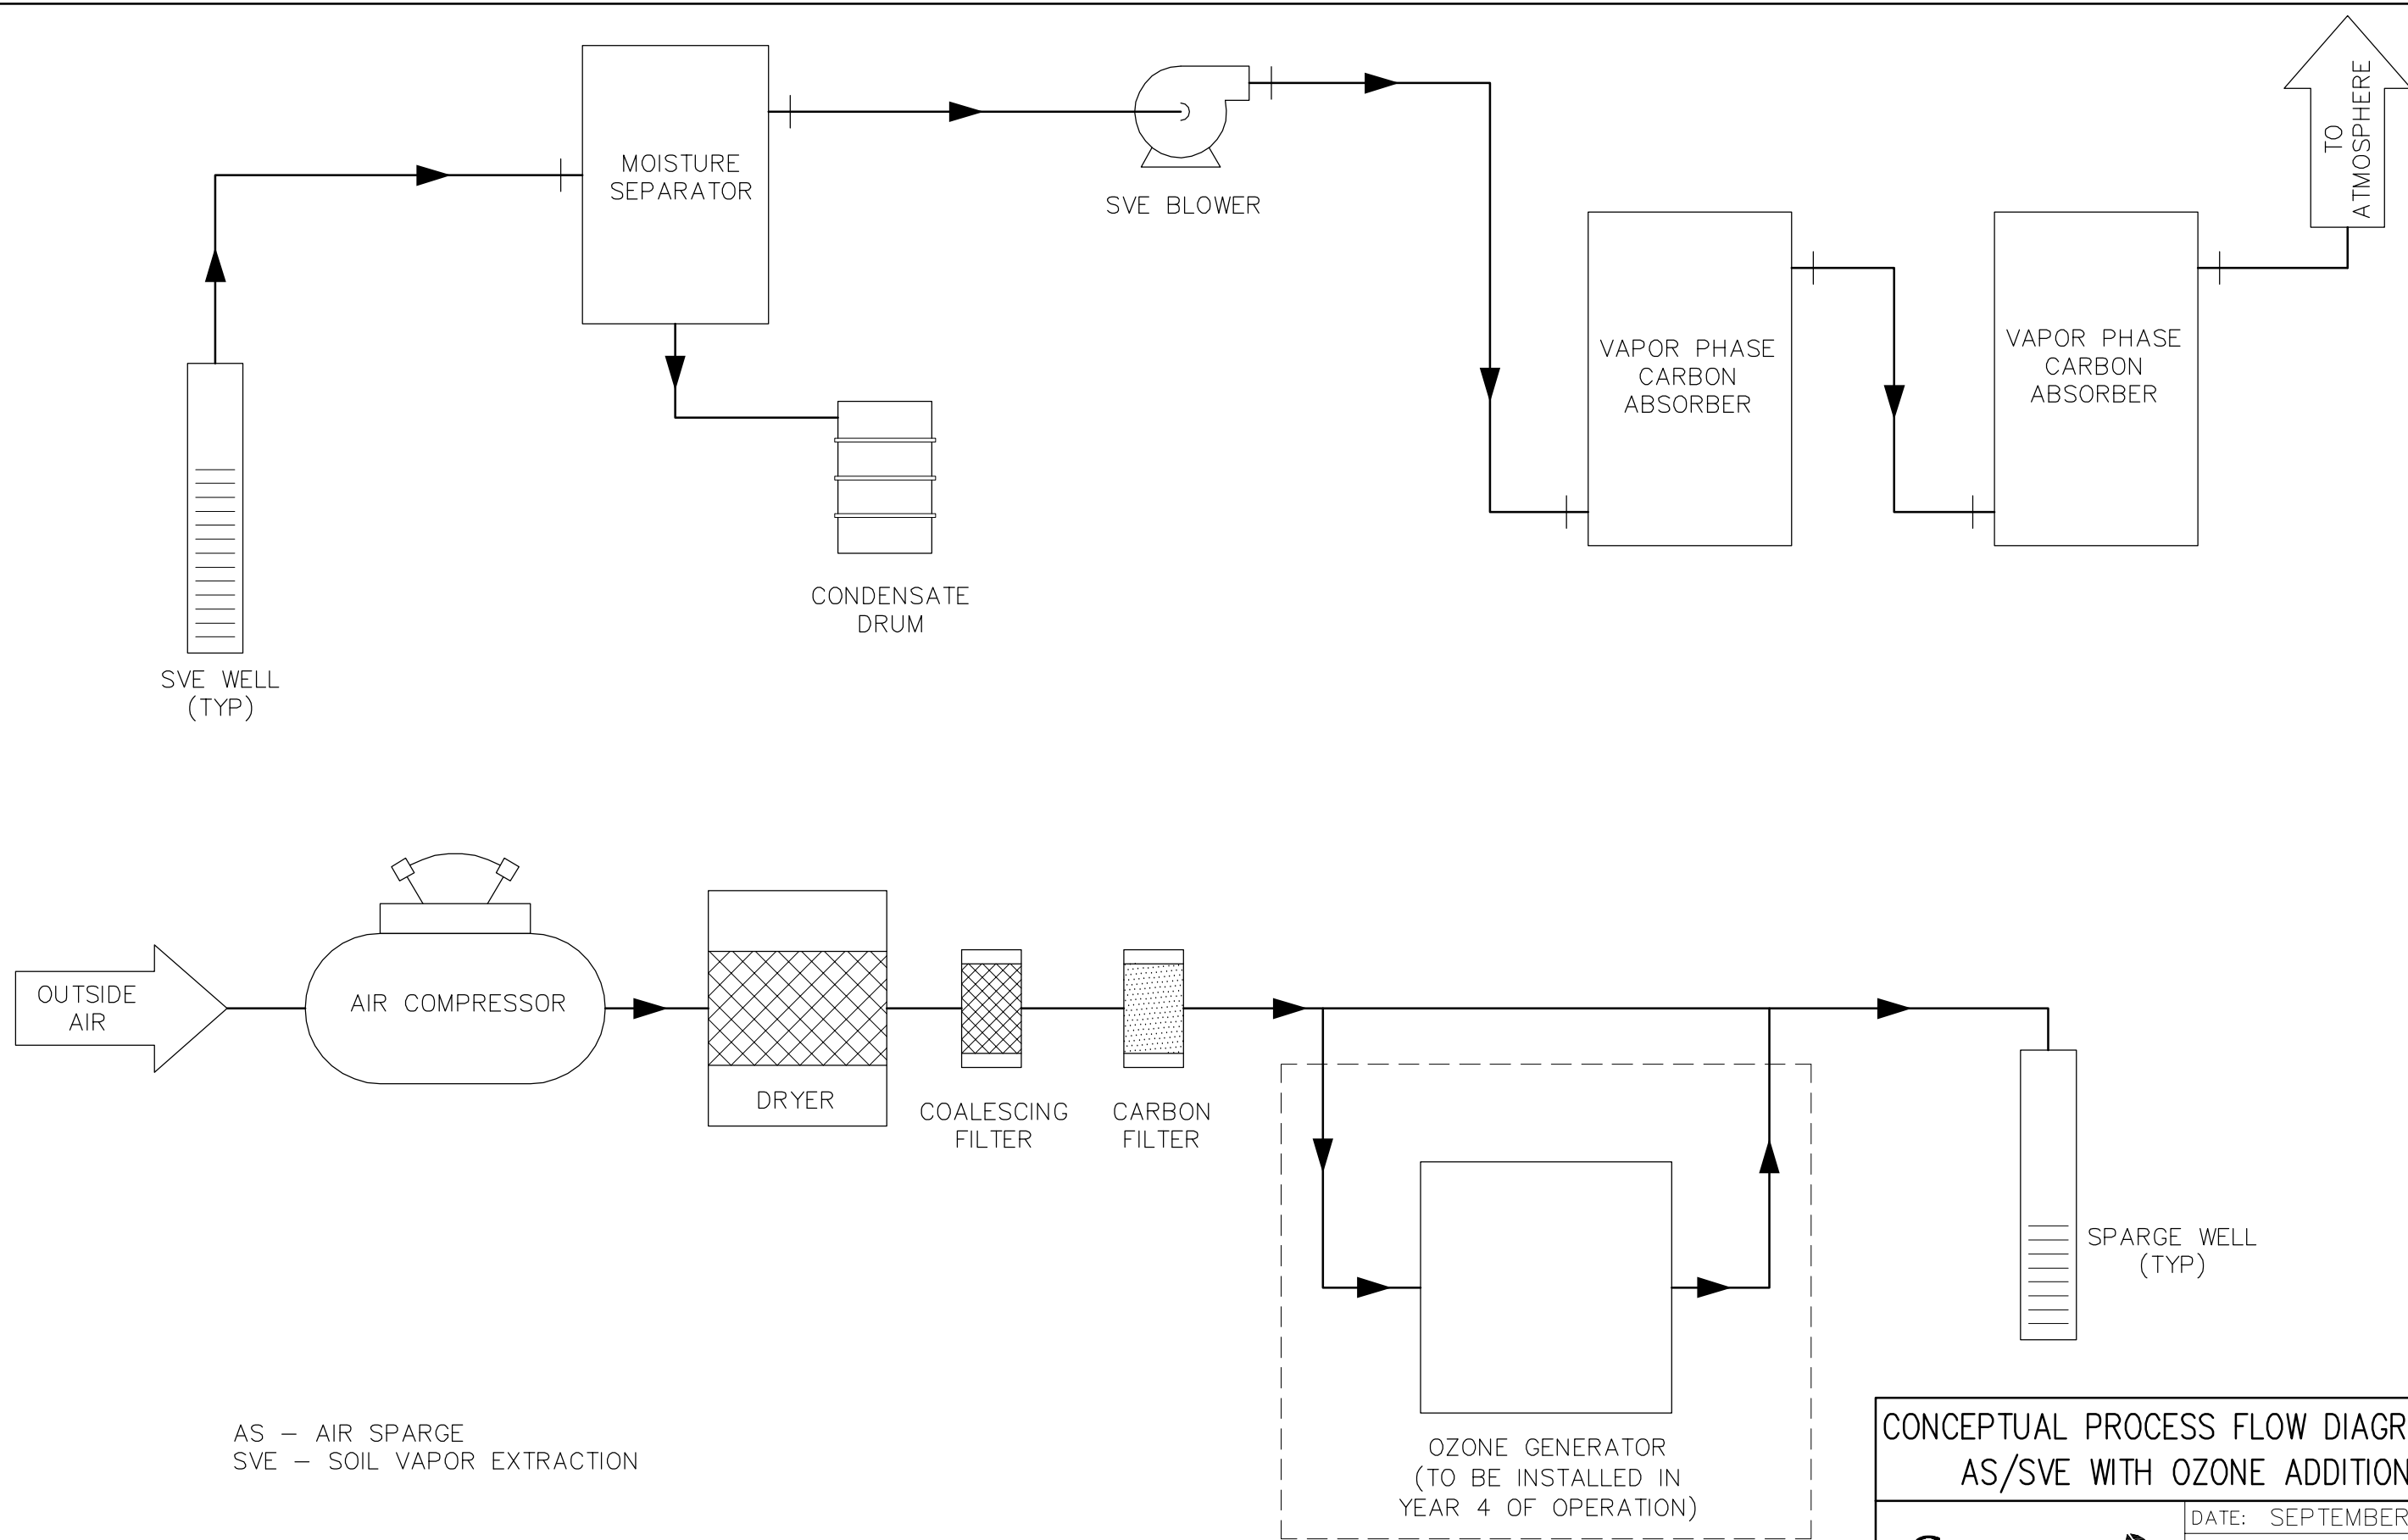 TO
ATMOSPHERE
MOISTURE
SEPARATOR
SVE BLOWER
VAPOR PHASE
CARBON
ABSORBER
VAPOR PHASE
CARBON
ABSORBER
CONDENSATE
DRUM
SVE WELL
(TYP)
OUTSIDE
AIR
AIR COMPRESSOR
DRYER
COALESCING
FILTER
CARBON
FILTER
SPARGE WELL
(TYP)
OZONE GENERATOR
(TO BE INSTALLED IN
YEAR 4 OF OPERATION)
AS – AIR SPARGE
SVE – SOIL VAPOR EXTRACTION
CONCEPTUAL PROCESS FLOW DIAGR
AS/SVE WITH OZONE ADDITION
DATE: SEPTEMBER